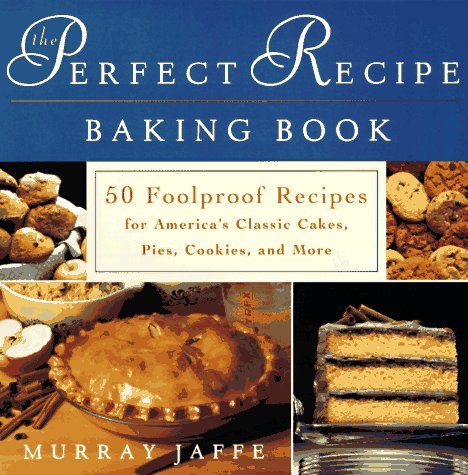 the
PERFECT RECIPE
BAKING BOOK
50 Foolproof Recipes
for America's Classic Cakes,
Pies, Cookies, and More
MURRAY JAFFE